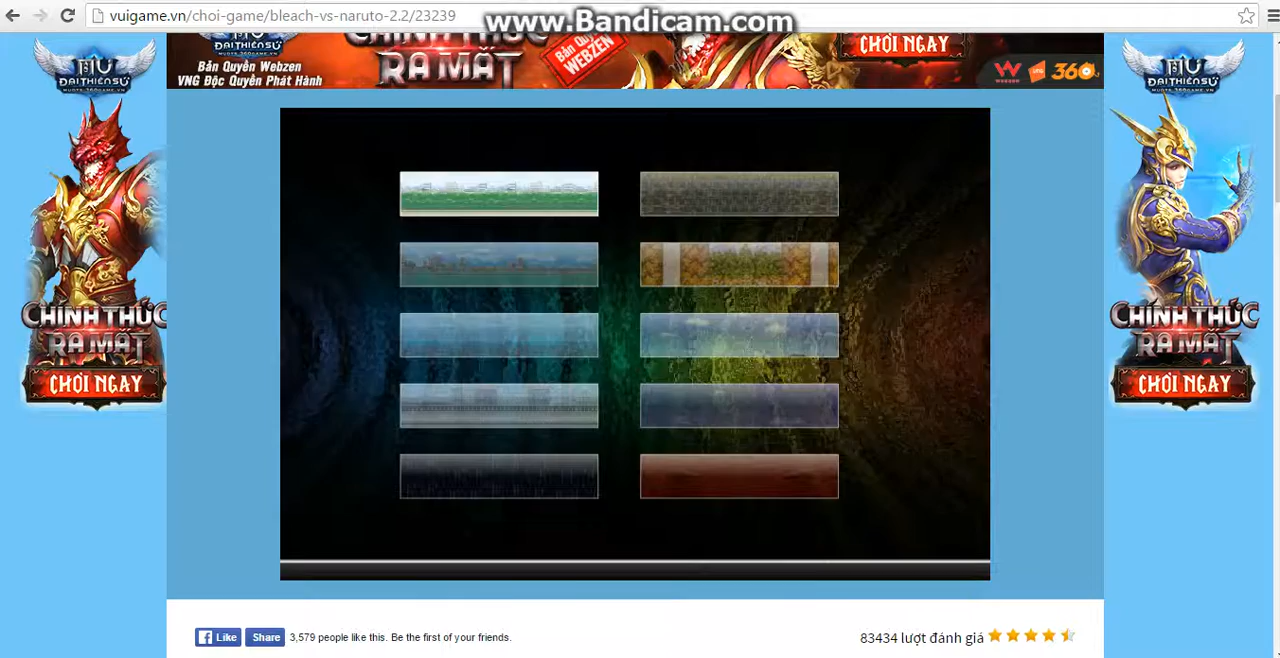 vuigame.vn/choi-game/bleach-vs-naruto-2.2/23239
www.Bandicam.com
MU
ĐẠI THIÊN SỨ
Bản Quyền Webzen
VNG Độc Quyền Phát Hành
CHÍNH THỨC
RA MẮT
Bản Quyền
WEBZEN
CHƠI NGAY
WEBZEN
360
MU
ĐẠI THIÊN SỨ
CHÍNH THỨC
RA MẮT
CHƠI NGAY
MU
ĐẠI THIÊN SỨ
CHÍNH THỨC
RA MẮT
CHƠI NGAY
Like
Share
3,579 people like this. Be the first of your friends.
83434 lượt đánh giá